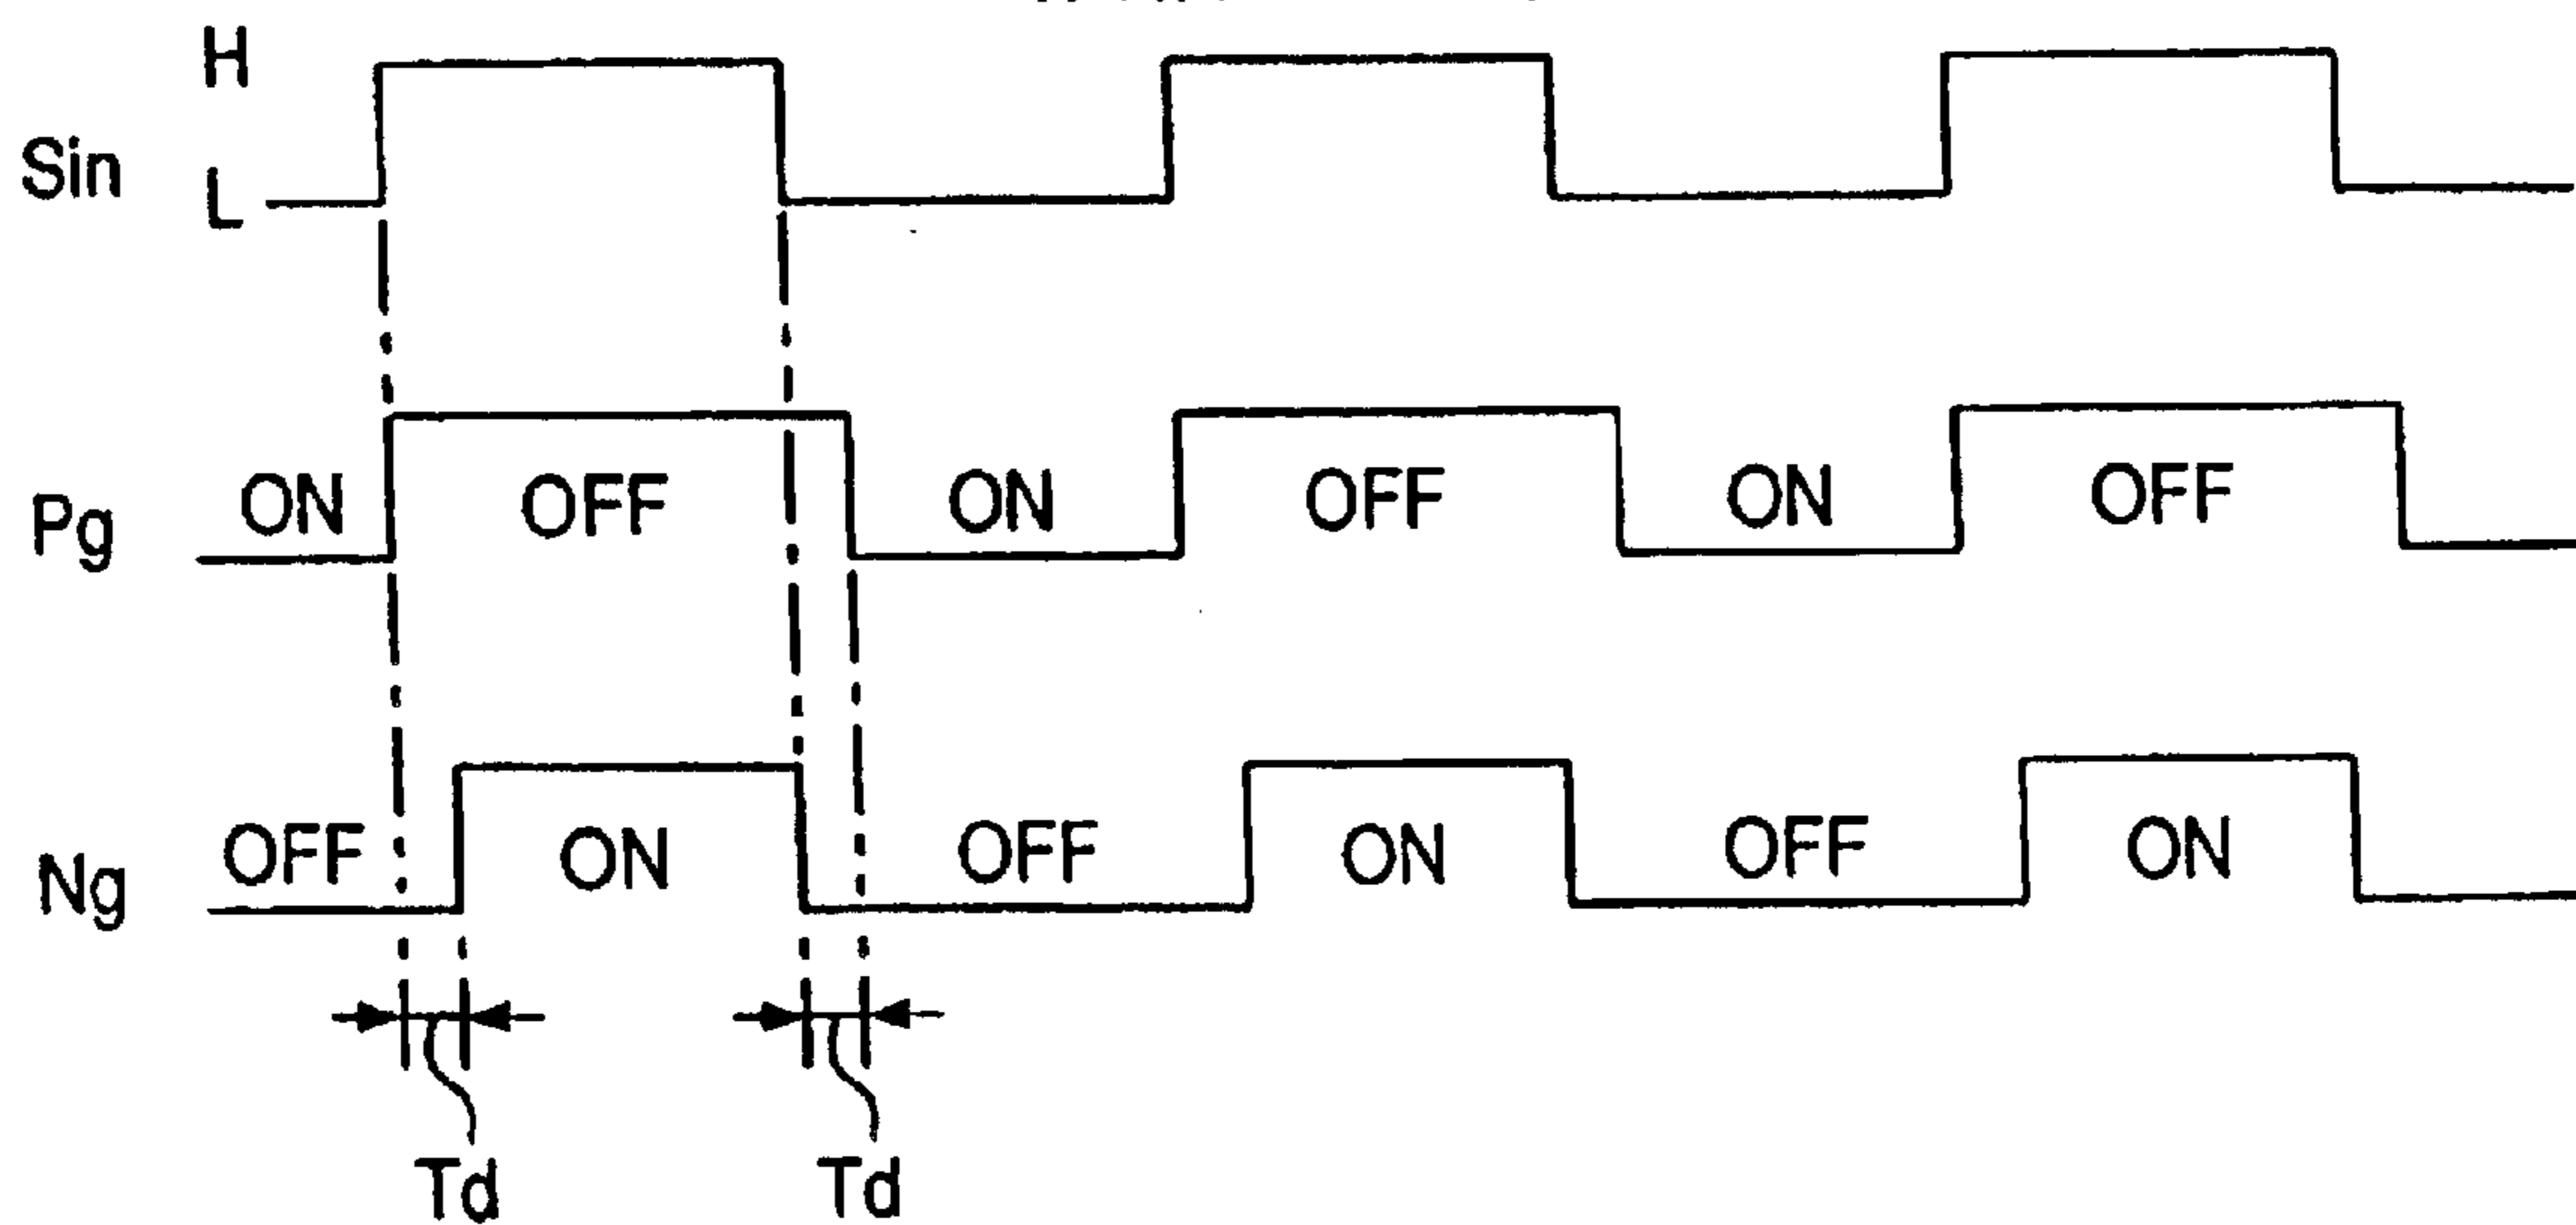 H
Sin
L
Pg ON OFF ON OFF ON OFF
Ng OFF ON OFF ON OFF ON
Td Td